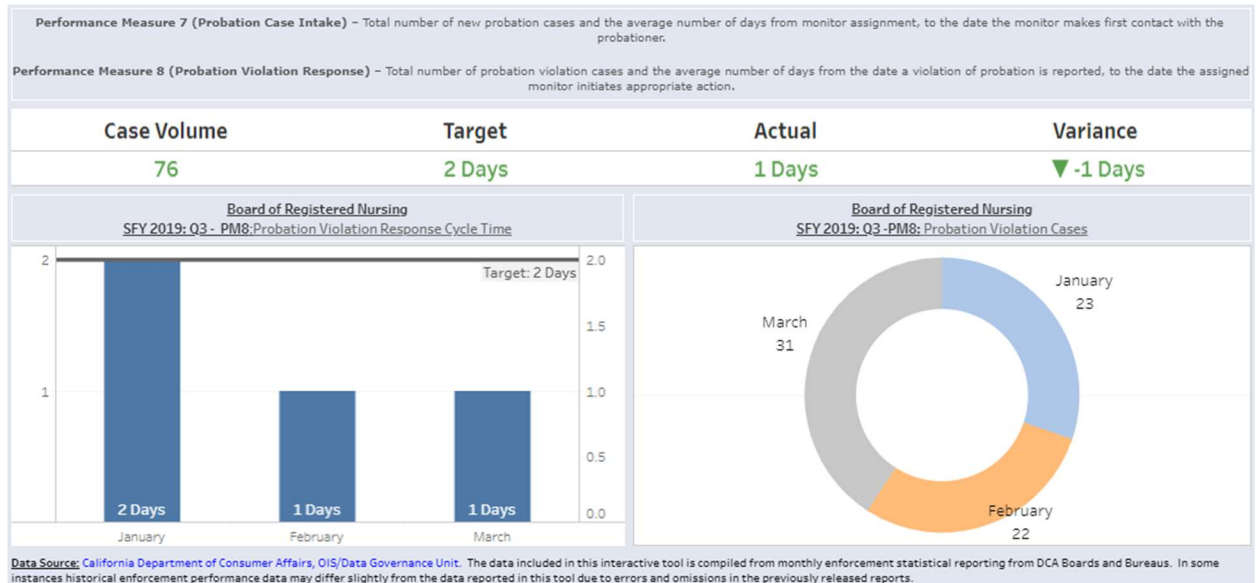 Performance Measure 7 (Probation Case Intake) – Total number of new probation cases and the average number of days from monitor assignment, to the date the monitor makes first contact with the
probationer.
Performance Measure 8 (Probation Violation Response) – Total number of probation violation cases and the average number of days from the date a violation of probation is reported, to the date the assigned
monitor initiates appropriate action.
Case Volume Target Actual Variance
76 2 Days 1 Days ▼ -1 Days
Board of Registered Nursing
SFY 2019: Q3 - PM8:Probation Violation Response Cycle Time
2
1
Target: 2 Days
2.0
1.5
1.0
0.5
0.0
2 Days 1 Days 1 Days
January February March
Board of Registered Nursing
SFY 2019: Q3 -PM8: Probation Violation Cases
January
23
March
31
February
22
Data Source: California Department of Consumer Affairs, OIS/Data Governance Unit. The data included in this interactive tool is compiled from monthly enforcement statistical reporting from DCA Boards and Bureaus. In some
instances historical enforcement performance data may differ slightly from the data reported in this tool due to errors and omissions in the previously released reports.